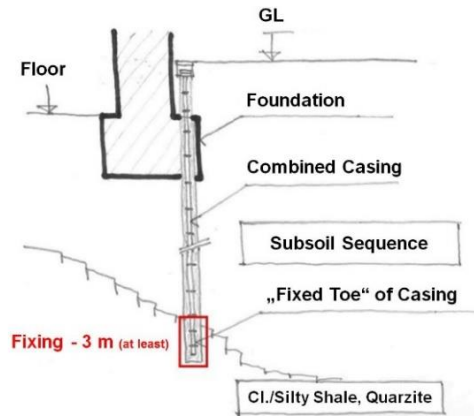 GL
Floor
Foundation
Combined Casing
Subsoil Sequence
„Fixed Toe“ of Casing
Fixing - 3 m (at least)
Cl./Silty Shale, Quarzite